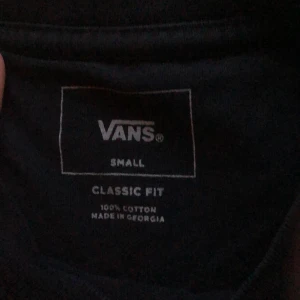 VANS®
SMALL
CLASSIC FIT
100% COTTON
MADE IN GEORGIA